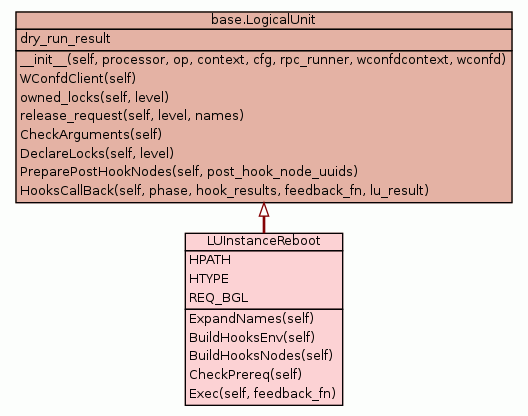 base.LogicalUnit
dry_run_result
__init__(self, processor, op, context, cfg, rpc_runner, wconfdcontext, wconfd)
WConfdClient(self)
owned_locks(self, level)
release_request(self, level, names)
CheckArguments(self)
DeclareLocks(self, level)
PreparePostHookNodes(self, post_hook_node_uuids)
HooksCallBack(self, phase, hook_results, feedback_fn, lu_result)
LUInstanceReboot
HPATH
HTYPE
REQ_BGL
ExpandNames(self)
BuildHooksEnv(self)
BuildHooksNodes(self)
CheckPrereq(self)
Exec(self, feedback_fn)